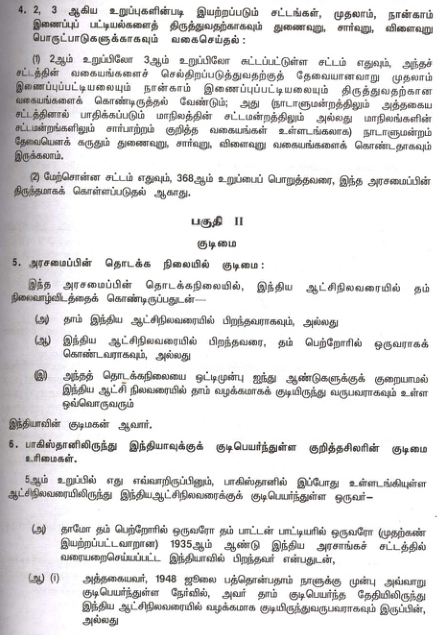 4. 2, 3 ஆகிய உறுப்புகளின்படி இயற்றப்படும் சட்டங்கள், முதலாம், நான்காம்
இணைப்புப் பட்டியல்களைத் திருத்துவதற்காகவும் துணைவுறு, சார்வுறு, விளைவுறு
பொருட்பாடுகளுக்காகவும் வகைசெய்தல் :
(1) 2ஆம் உறுப்பிலோ 3ஆம் உறுப்பிலோ சுட்டப்பட்டுள்ள சட்டம் எதுவும், அந்தச்
சட்டத்தின் வகையங்களைச் செல்திறப்படுத்துவதற்குத் தேவையானவாறு முதலாம்
இணைப்புப்பட்டியலையும் நான்காம் இணைப்புப்பட்டியலையும் திருத்துவதற்கான
வகையங்களைக் கொண்டிருத்தல் வேண்டும்; அது (நாடாளுமன்றத்திலும் அத்தகைய
சட்டத்தினால் பாதிக்கப்படும் மாநிலத்தின் சட்டமன்றத்திலும் அல்லது மாநிலங்களின்
சட்டமன்றங்களிலும் சார்பாற்றம் குறித்த வகையங்கள் உள்ளடங்கலாக) நாடாளுமன்றம்
தேவையெனக் கருதும் துணைவுறு, சார்வுறு, விளைவுறு வகையங்களைக் கொண்டதாகவும்
இருக்கலாம்.
(2) மேற்சொன்ன சட்டம் எதுவும், 368ஆம் உறுப்பைப் பொறுத்தவரை, இந்த அரசமைப்பின்
திருத்தமாகக் கொள்ளப்படுதல் ஆகாது.
பகுதி II
குடிமை
5. அரசமைப்பின் தொடக்க நிலையில் குடிமை :
இந்த அரசமைப்பின் தொடக்கநிலையில், இந்திய ஆட்சிநிலவரையில் தம்
நிலைவாழ்விடத்தைக் கொண்டிருப்பதுடன்—
(அ) தாம் இந்திய ஆட்சிநிலவரையில் பிறந்தவராகவும், அல்லது
(ஆ) இந்திய ஆட்சிநிலவரையில் பிறந்தவரை, தம் பெற்றோரில் ஒருவராகக்
கொண்டவராகவும், அல்லது
(இ) அந்தத் தொடக்கநிலையை ஒட்டிமுன்பு ஐந்து ஆண்டுகளுக்குக் குறையாமல்
இந்திய ஆட்சி நிலவரையில் தாம் வழக்கமாகக் குடியிருந்து வருபவராகவும் உள்ள
ஒவ்வொருவரும்
இந்தியாவின் குடிமகன் ஆவார்.
6. பாகிஸ்தானிலிருந்து இந்தியாவுக்குக் குடிபெயர்ந்துள்ள குறித்தசிலரின் குடிமை
உரிமைகள்.
5ஆம் உறுப்பில் எது எவ்வாறிருப்பினும், பாகிஸ்தானில் இப்போது உள்ளடங்கியுள்ள
ஆட்சிநிலவரையிலிருந்து இந்தியஆட்சிநிலவரைக்குக் குடிபெயர்ந்துள்ள ஒருவர்–
(அ) தாமோ தம் பெற்றோரில் ஒருவரோ தம் பாட்டன் பாட்டியரில் ஒருவரோ (முதற்கண்
இயற்றப்பட்டவாறான) 1935ஆம் ஆண்டு இந்திய அரசாங்கச் சட்டத்தில்
வரையறைசெய்யப்பட்ட இந்தியாவில் பிறந்தவர் என்பதுடன்,
(ஆ) (i) அத்தகையவர், 1948 ஜூலை பத்தொன்பதாம் நாளுக்கு முன்பு அவ்வாறு
குடிபெயர்ந்துள்ள நேர்வில், அவர் தாம் குடிபெயர்ந்த தேதியிலிருந்து
இந்திய ஆட்சிநிலவரையில் வழக்கமாகக் குடியிருந்துவருபவராகவும் இருப்பின்,
அல்லது